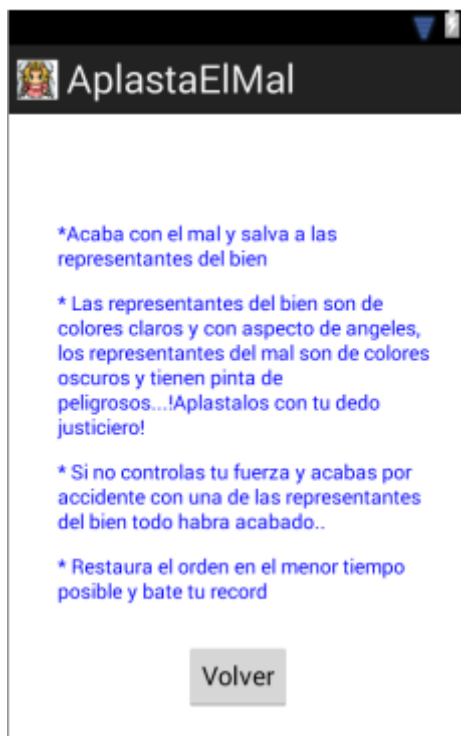 AplastaElMal
*Acaba con el mal y salva a las
representantes del bien
* Las representantes del bien son de
colores claros y con aspecto de angeles,
los representantes del mal son de colores
oscuros y tienen pinta de
peligrosos...!Aplastalos con tu dedo
justiciero!
* Si no controlas tu fuerza y acabas por
accidente con una de las representantes
del bien todo habra acabado..
* Restaura el orden en el menor tiempo
posible y bate tu record
Volver